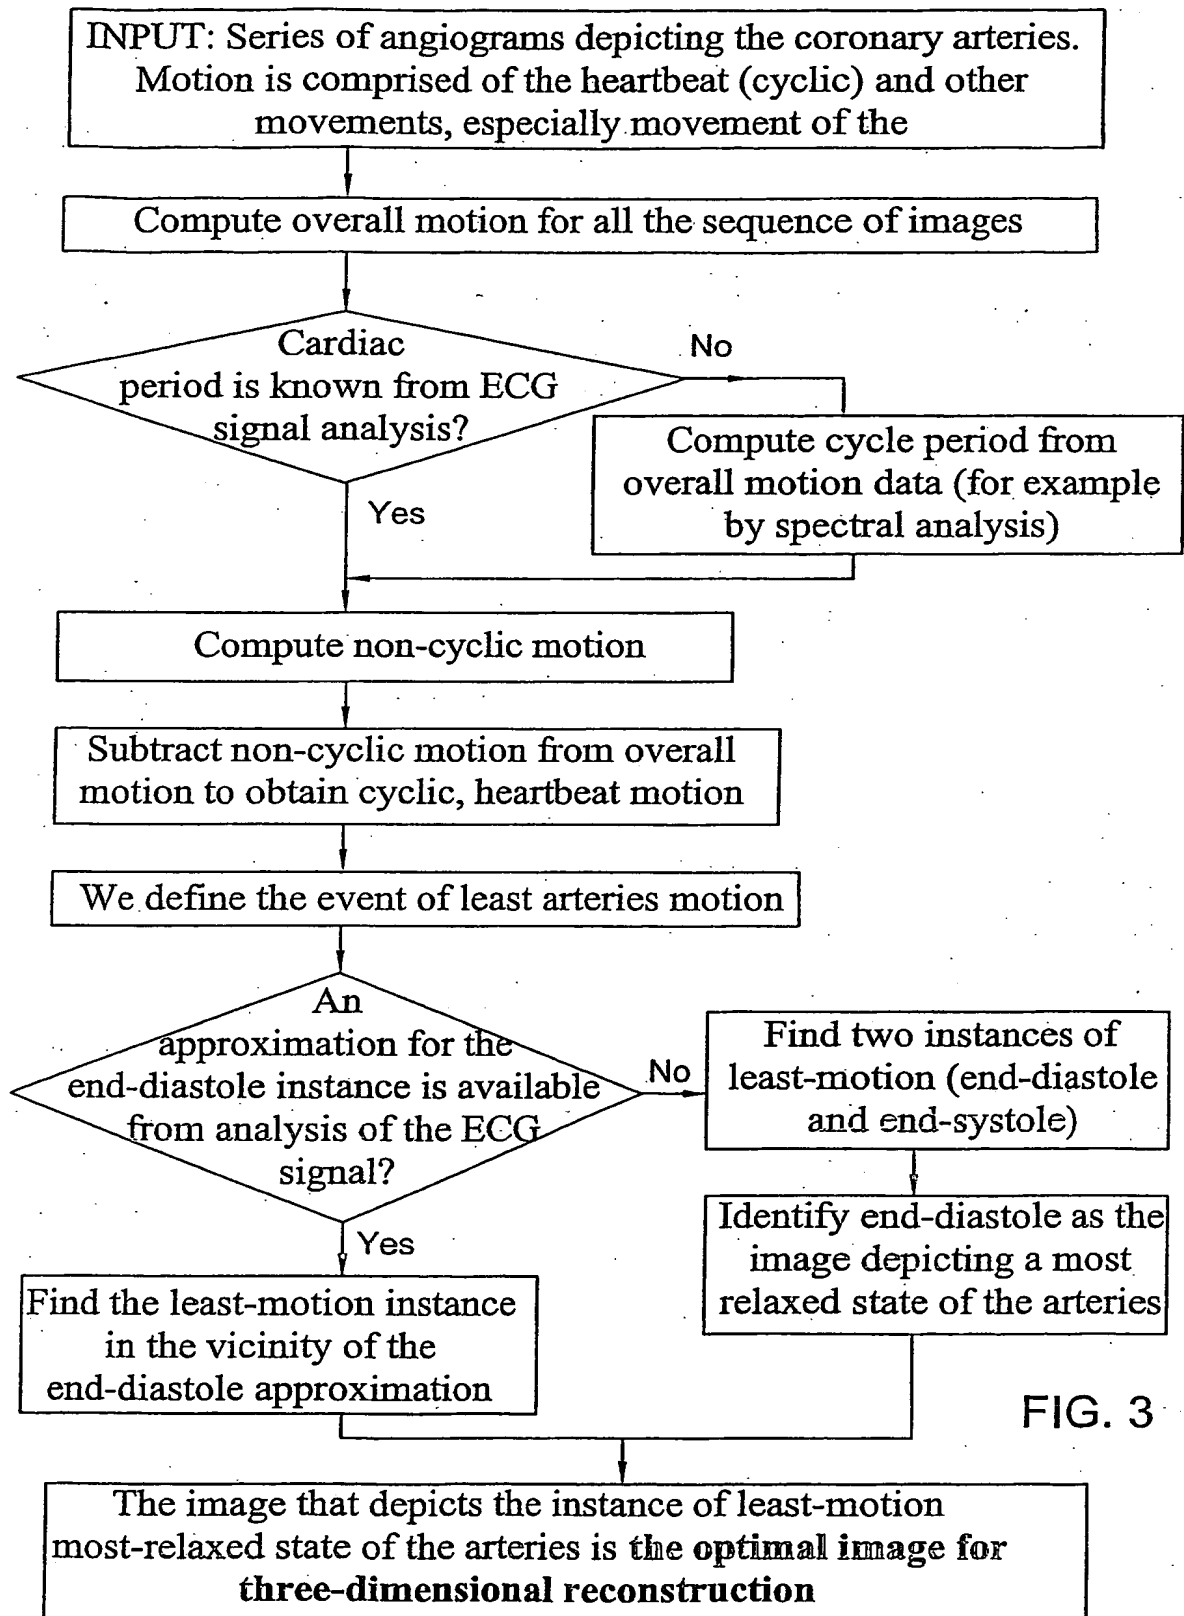 INPUT: Series of angiograms depicting the coronary arteries.
Motion is comprised of the heartbeat (cyclic) and other
movements, especially movement of the
Compute overall motion for all the sequence of images
Cardiac
period is known from ECG
signal analysis?
No
Compute cycle period from
overall motion data (for example
by spectral analysis)
Yes
Compute non-cyclic motion
Subtract non-cyclic motion from overall
motion to obtain cyclic, heartbeat motion
We define the event of least arteries motion
An
approximation for the
end-diastole instance is available
from analysis of the ECG
signal?
No
Find two instances of
least-motion (end-diastole
and end-systole)
Identify end-diastole as the
image depicting a most
relaxed state of the arteries
Yes
Find the least-motion instance
in the vicinity of the
end-diastole approximation
FIG. 3
The image that depicts the instance of least-motion
most-relaxed state of the arteries is the optimal image for
three-dimensional reconstruction